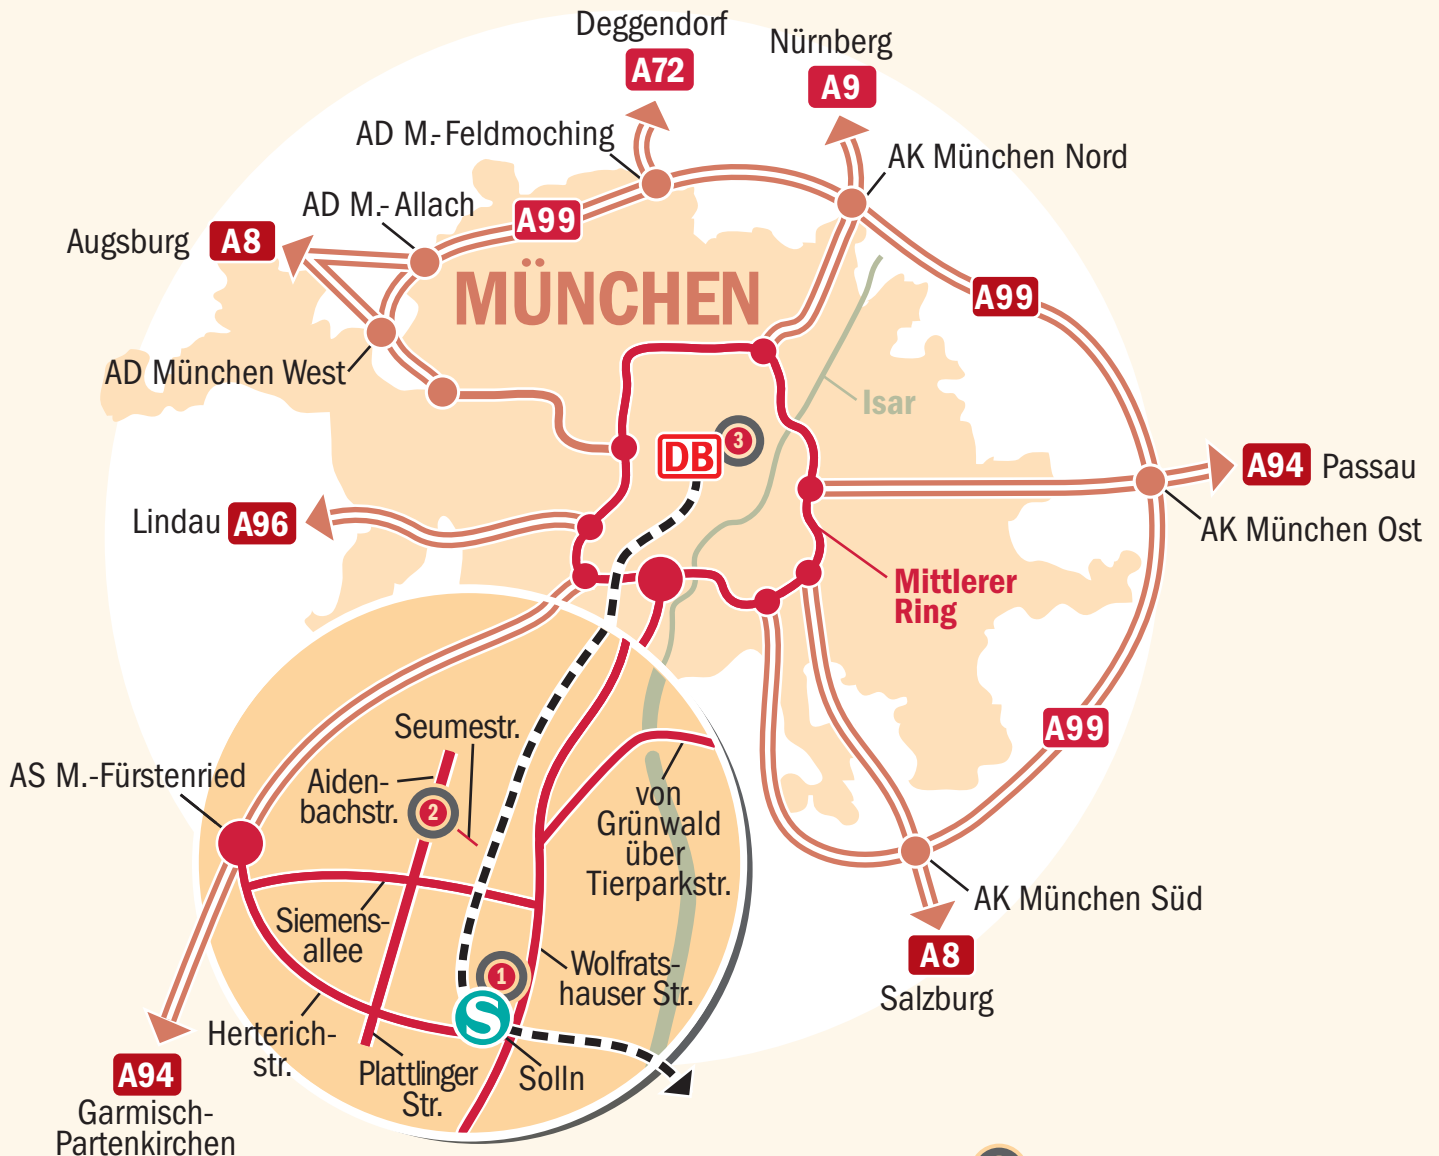 Deggendorf
A72
Nürnberg
A9
AD M.-Feldmoching
AK München Nord
AD M.-Allach
A99
Augsburg
A8
MÜNCHEN
A99
AD München West
Isar
DB
3
A94
Passau
Lindau
A96
AK München Ost
Mittlerer
Ring
Seumestr.
A99
AS M.-Fürstenried
Aiden-
bachstr.
2
von
Grünwald
über
Tierparkstr.
AK München Süd
Siemens-
allee
1
Wolfrats-
hauser Str.
A8
Salzburg
S
Herterich-
str.
Plattlinger
Str.
Solln
A94
Garmisch-
Partenkirchen